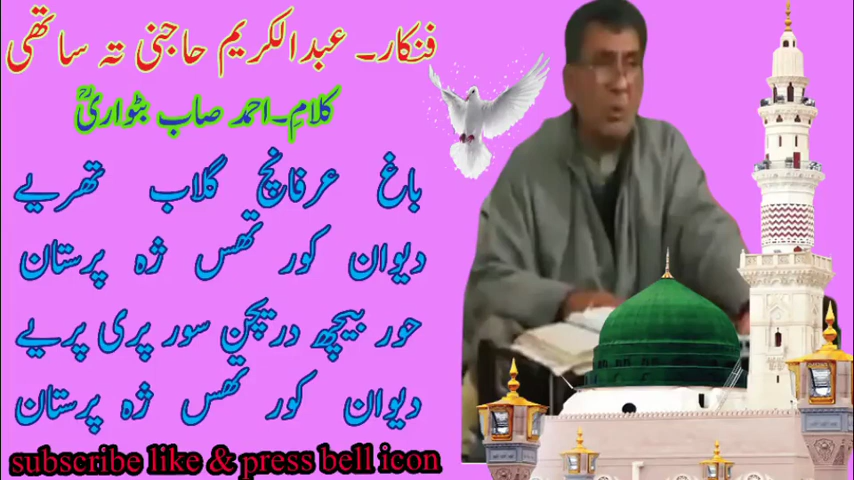 فنکار۔ عبدالکریم حاجنی تہ ساتھی
کلامِ۔احمد صاب بٹواریؒ
باغ عرفانچ گلاب تھریے
دیوان کور تھس ژہ پرستان
حور بیچھ دریچن سور پری پریے
دیوان کور تھس ژہ پرستان
subscribe like & press bell icon